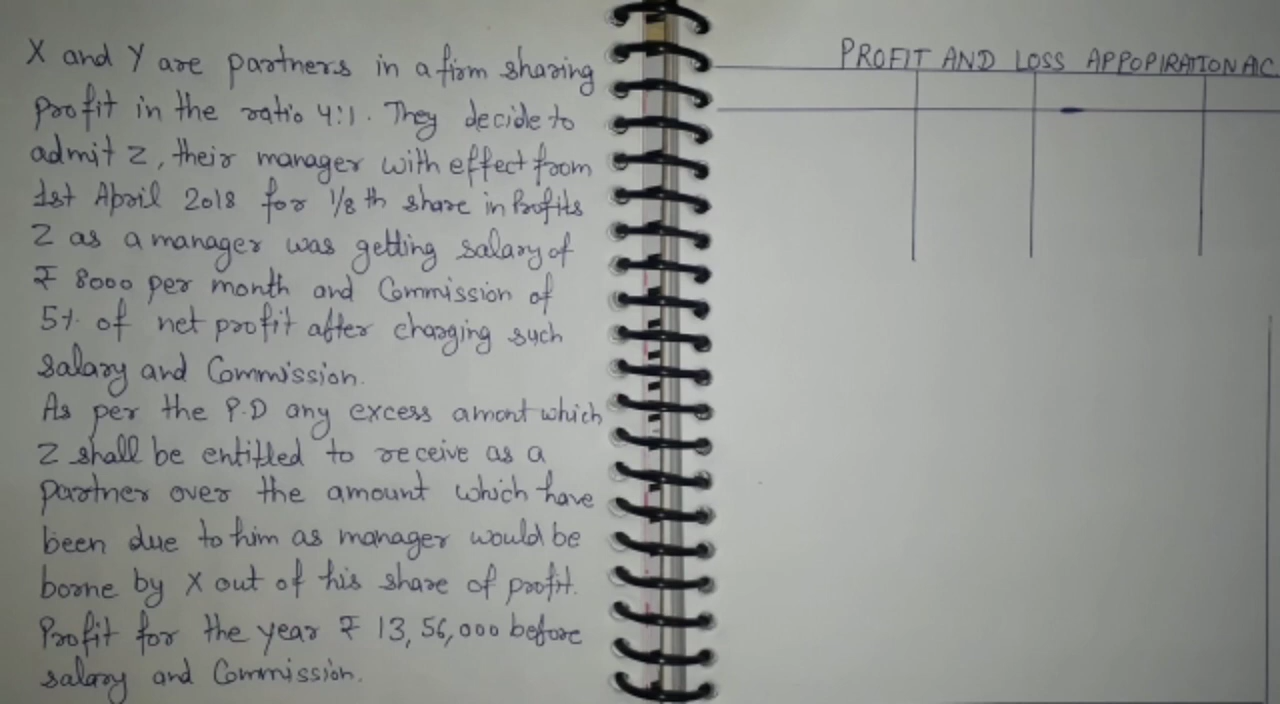 X and Y are partners in a firm sharing
profit in the ratio 4:1. They decide to
admit Z, their manager with effect from
1st April 2018 for 1/8 th share in Profits
Z as a manager was getting salary of
₹ 8000 per month and Commission of
5% of net profit after charging such
salary and Commission.
As per the P.D any excess amont which
Z shall be entitled to receive as a
partner over the amount which have
been due to him as manager would be
borne by X out of his share of profit.
Profit for the year ₹ 13,56,000 before
salary and Commission.
PROFIT AND LOSS APPOPIRATION A/C